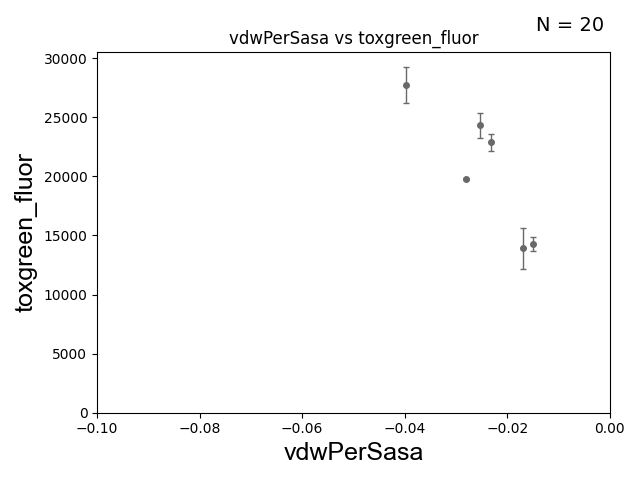 N = 20
vdwPerSasa vs toxgreen_fluor
30000
25000
20000
15000
10000
5000
0
toxgreen_fluor
−0.10 −0.08 −0.06 −0.04 −0.02 0.00
vdwPerSasa